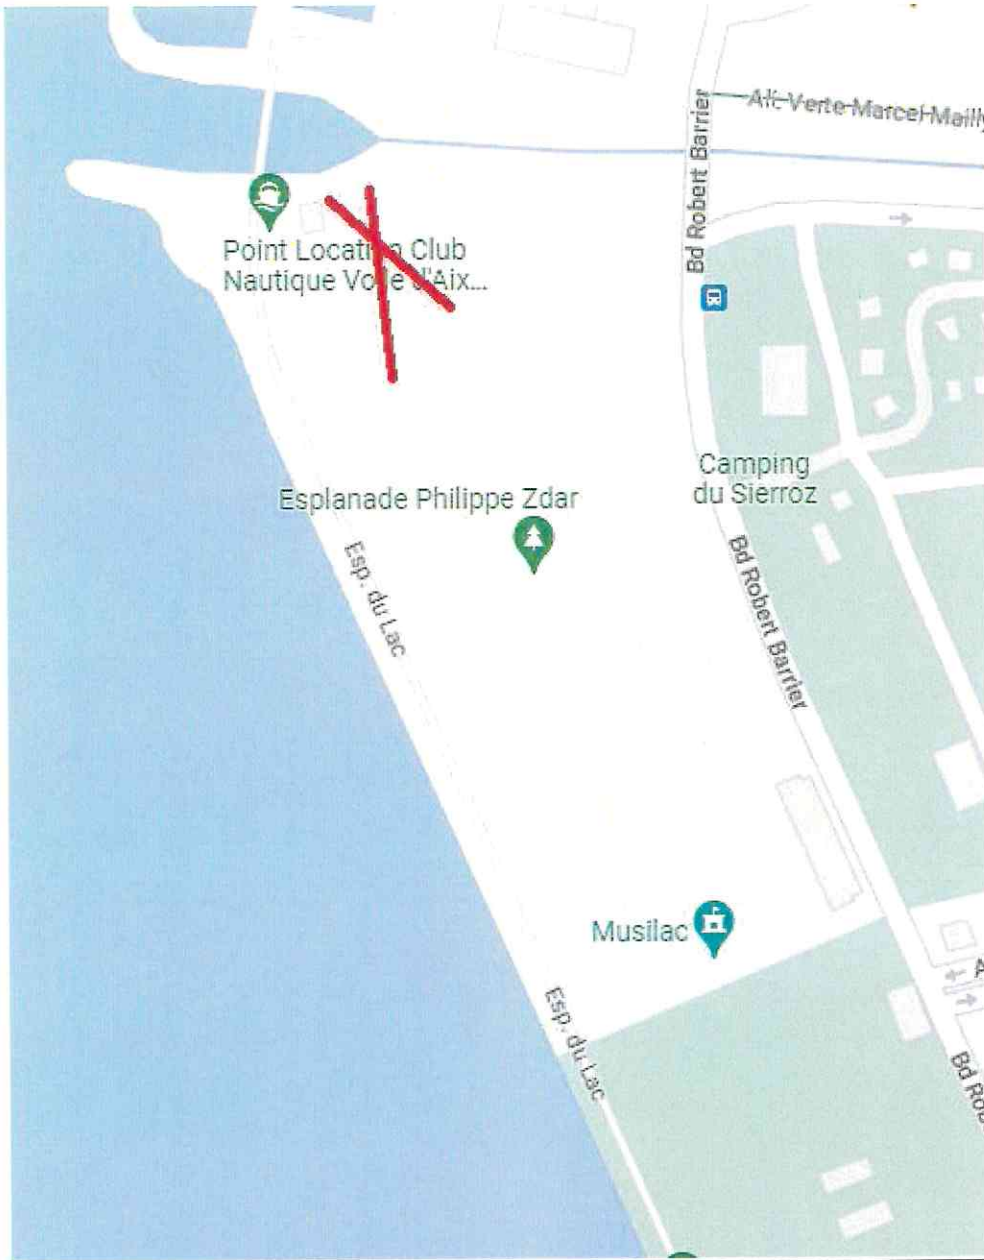 All. Verte Marcel Mailly
Bd Robert Barrier
Point Location Club
Nautique Voile d'Aix...
Camping
du Sierroz
Esplanade Philippe Zdar
Esp. du Lac
Bd Robert Barrier
Musilac
A
Esp. du Lac
Bd Rob